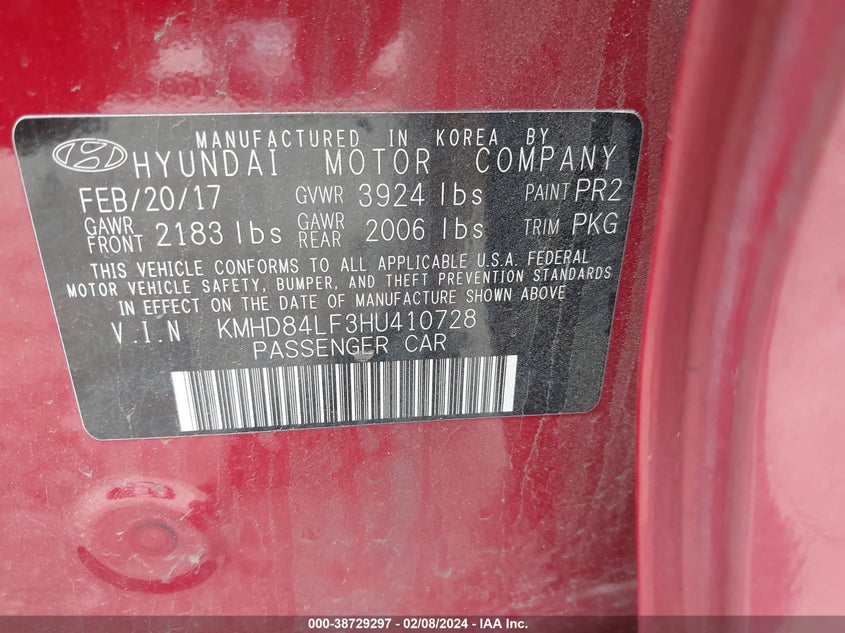 MANUFACTURED IN KOREA BY
HYUNDAI MOTOR COMPANY
FEB/20/17 GVWR 3924 lbs PAINT PR2
GAWR FRONT 2183 lbs GAWR REAR 2006 lbs TRIM PKG
THIS VEHICLE CONFORMS TO ALL APPLICABLE U.S.A. FEDERAL
MOTOR VEHICLE SAFETY, BUMPER, AND THEFT PREVENTION STANDARDS
IN EFFECT ON THE DATE OF MANUFACTURE SHOWN ABOVE
V.I.N KMHD84LF3HU410728
PASSENGER CAR
000-38729297 - 02/08/2024 - IAA Inc.